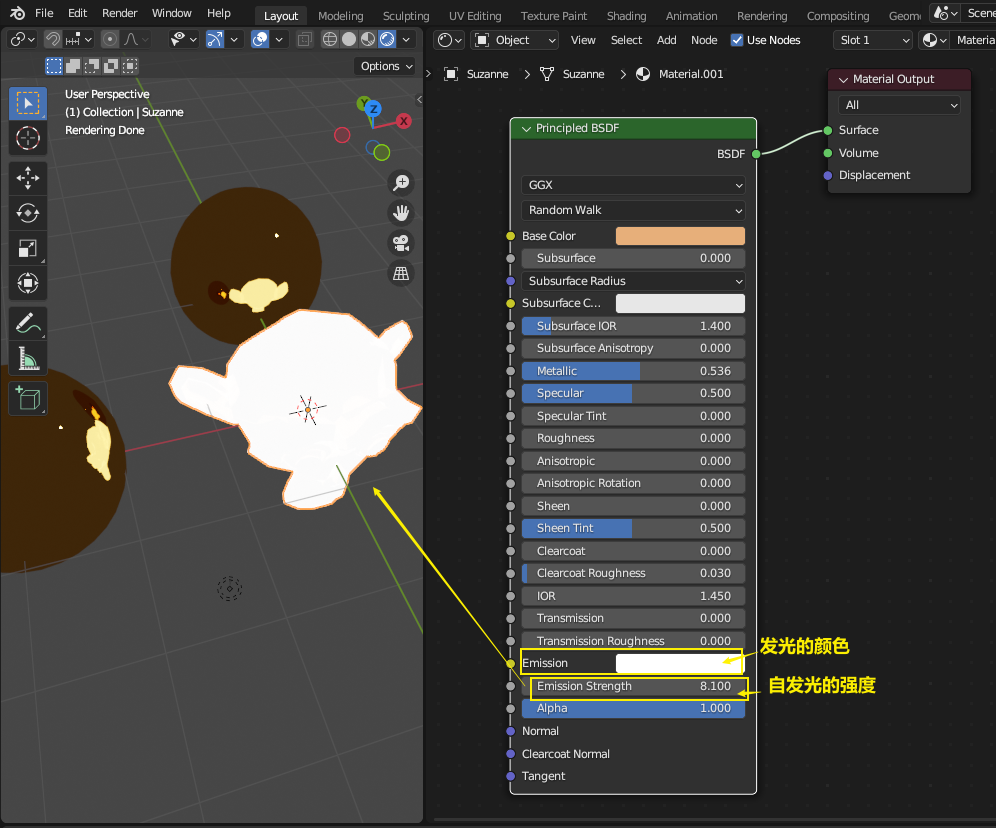 File Edit Render Window Help Layout Modeling Sculpting UV Editing Texture Paint Shading Animation Rendering Compositing Geom Scene
Object View Select Add Node Use Nodes Slot 1 Materia
Options
User Perspective
(1) Collection | Suzanne
Rendering Done
Y
Z
X
Suzanne Suzanne Material.001
Principled BSDF
BSDF
GGX
Random Walk
Base Color
Subsurface 0.000
Subsurface Radius
Subsurface C...
Subsurface IOR 1.400
Subsurface Anisotropy 0.000
Metallic 0.536
Specular 0.500
Specular Tint 0.000
Roughness 0.000
Anisotropic 0.000
Anisotropic Rotation 0.000
Sheen 0.000
Sheen Tint 0.500
Clearcoat 0.000
Clearcoat Roughness 0.030
IOR 1.450
Transmission 0.000
Transmission Roughness 0.000
Emission
Emission Strength 8.100
Alpha 1.000
Normal
Clearcoat Normal
Tangent
Material Output
All
Surface
Volume
Displacement
发光的颜色
自发光的强度